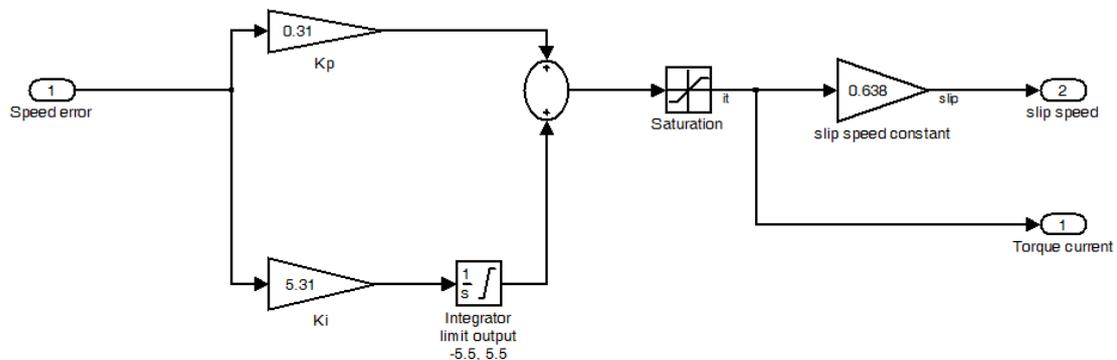 0.31
Kp
1
Speed error
+
+
Saturation
it
0.638
slip speed constant
slip
2
slip speed
1
Torque current
5.31
Ki
1
s
Integrator
limit output
-5.5, 5.5